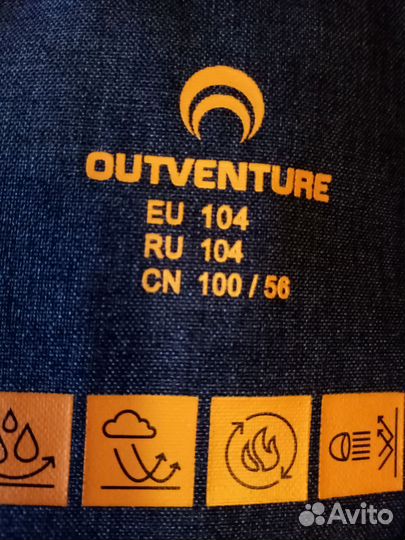 OUTVENTURE
EU 104
RU 104
CN 100 / 56
Avito